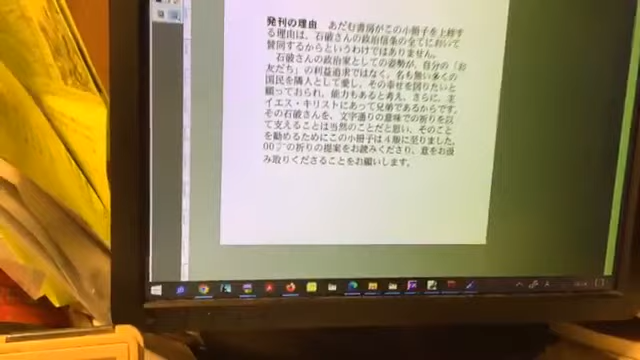 発刊の理由　あだむ書房がこの小冊子を上梓す
る理由は、石破さんの政治信条の全てにおいて
賛同するからというわけではありません。
石破さんの政治家としての姿勢が、自分の「お
友だち」の利益追求ではなく、名も無い多くの
国民を隣人として愛し、その幸せを図りたいと
願っておられ、能力もあると考え、さらに、主
イエス・キリストにあって兄弟であるからです。
その石破さんを、文字通りの意味での祈りを以
て支えることは当然のことだと思い、そのこと
を勧めるためにこの小冊子は4版に至りました。
の祈りの提案をお読みくださり、意をお汲
み取りくださることをお願いします。